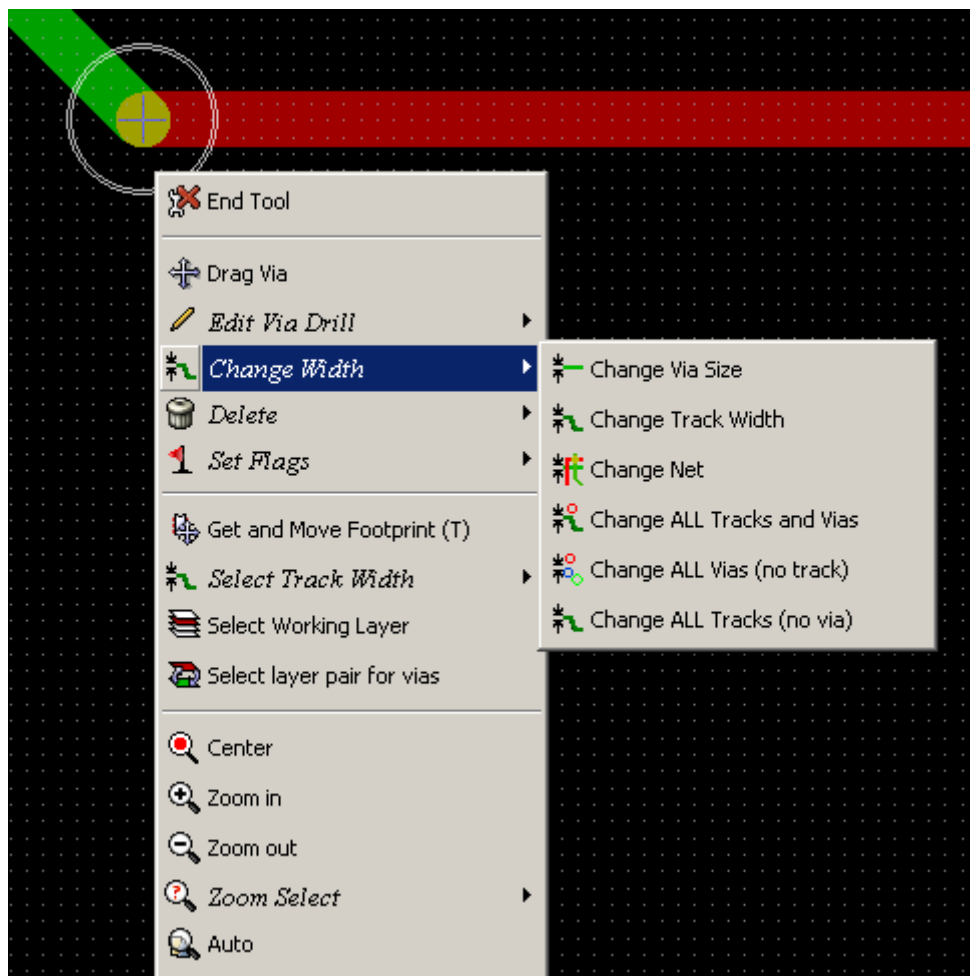 End Tool
Drag Via
Edit Via Drill
Change Width
Delete
Set Flags
Get and Move Footprint (T)
Select Track Width
Select Working Layer
Select layer pair for vias
Center
Zoom in
Zoom out
Zoom Select
Auto
Change Via Size
Change Track Width
Change Net
Change ALL Tracks and Vias
Change ALL Vias (no track)
Change ALL Tracks (no via)